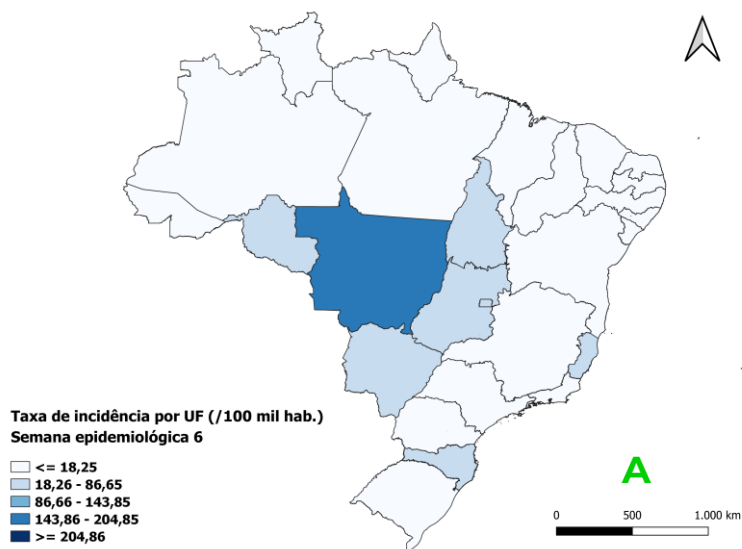 Taxa de incidência por UF (/100 mil hab.)
Semana epidemiológica 6
<= 18,25
18,26 - 86,65
86,66 - 143,85
143,86 - 204,85
>= 204,86
A
0 500 1.000 km